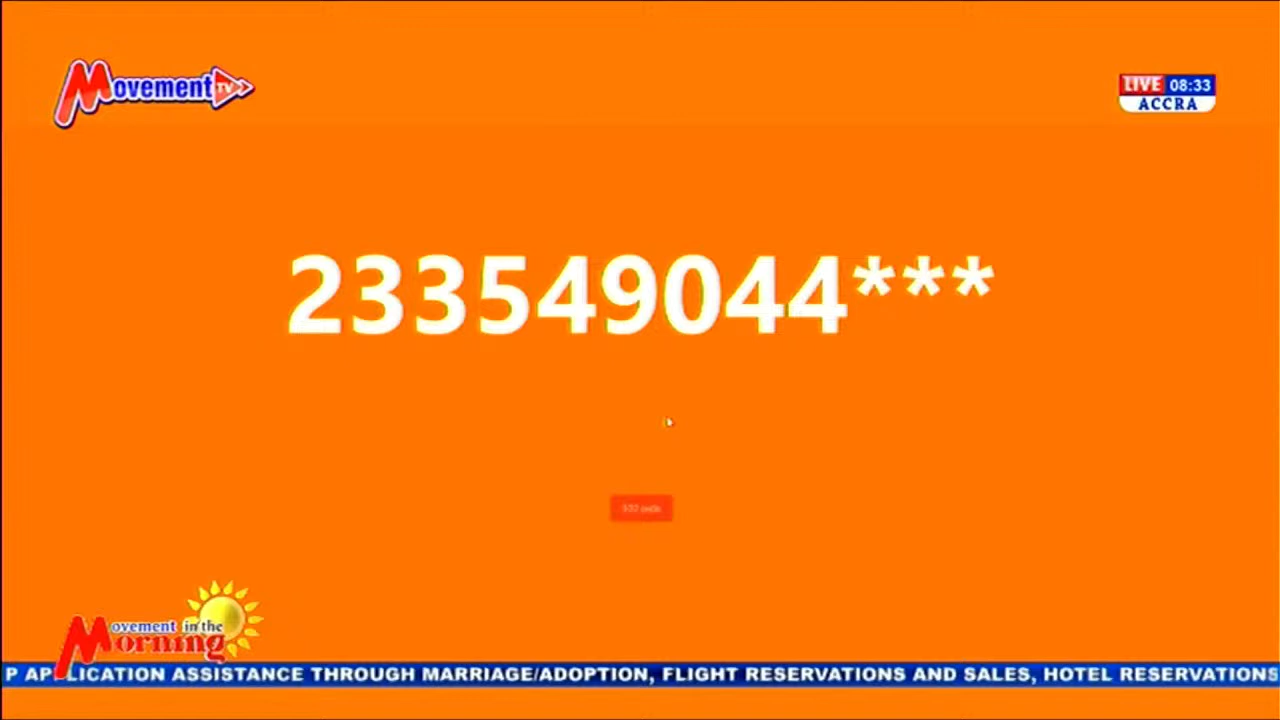 Movement TV
LIVE 08:33
ACCRA
233549044***
Movement in the
Morning
P APPLICATION ASSISTANCE THROUGH MARRIAGE/ADOPTION, FLIGHT RESERVATIONS AND SALES, HOTEL RESERVATIONS